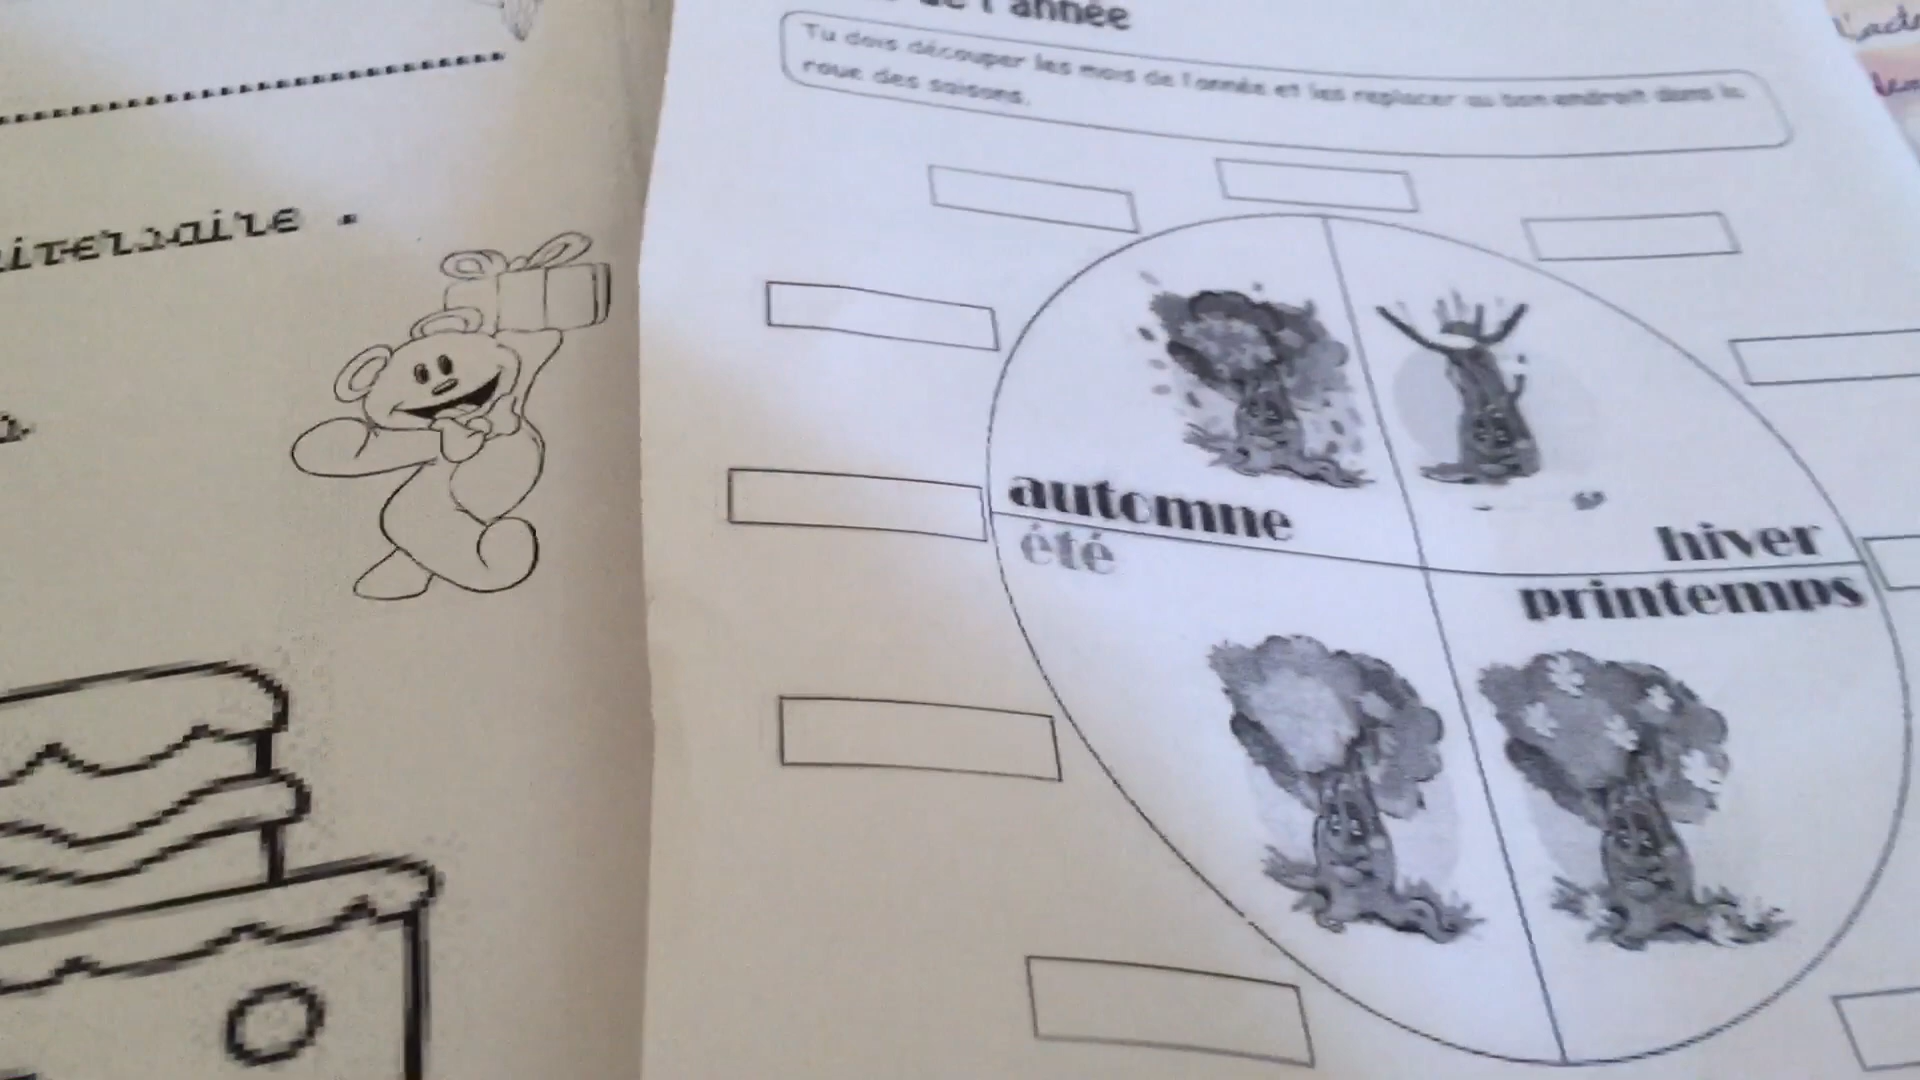 de l'année
Tu dois découper les mois de l'année et les replacer au bon endroit dans la
roue des saisons.
automne
hiver
été
printemps